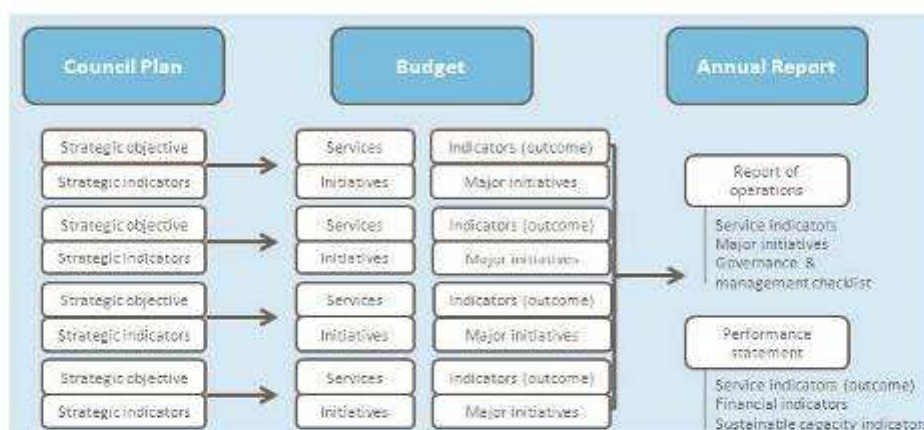 Council Plan
Budget
Annual Report
Strategic objective
Strategic indicators
Services
Initiatives
Indicators (outcome)
Major initiatives
Strategic objective
Strategic indicators
Services
Initiatives
Indicators (outcome)
Major initiatives
Strategic objective
Strategic indicators
Services
Initiatives
Indicators (outcome)
Major initiatives
Strategic objective
Strategic indicators
Services
Initiatives
Indicators (outcome)
Major initiatives
Report of
operations
Service indicators
Major initiatives
Governance &
management checklist
Performance
statement
Service indicators (outcome)
Financial indicators
Sustainable capacity indicator